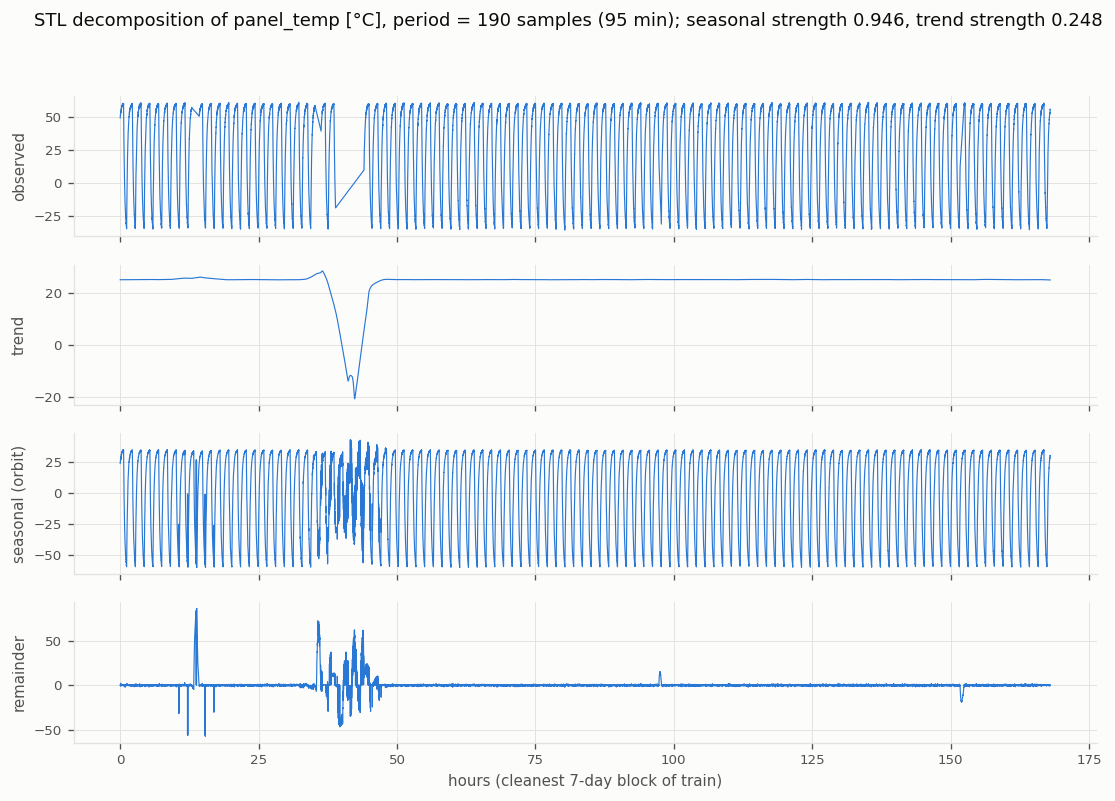 STL decomposition of panel_temp [°C], period = 190 samples (95 min); seasonal strength 0.946, trend strength 0.248
observed
50
25
0
−25
trend
20
0
−20
seasonal (orbit)
25
0
−25
−50
remainder
50
0
−50
0 25 50 75 100 125 150 175
hours (cleanest 7-day block of train)